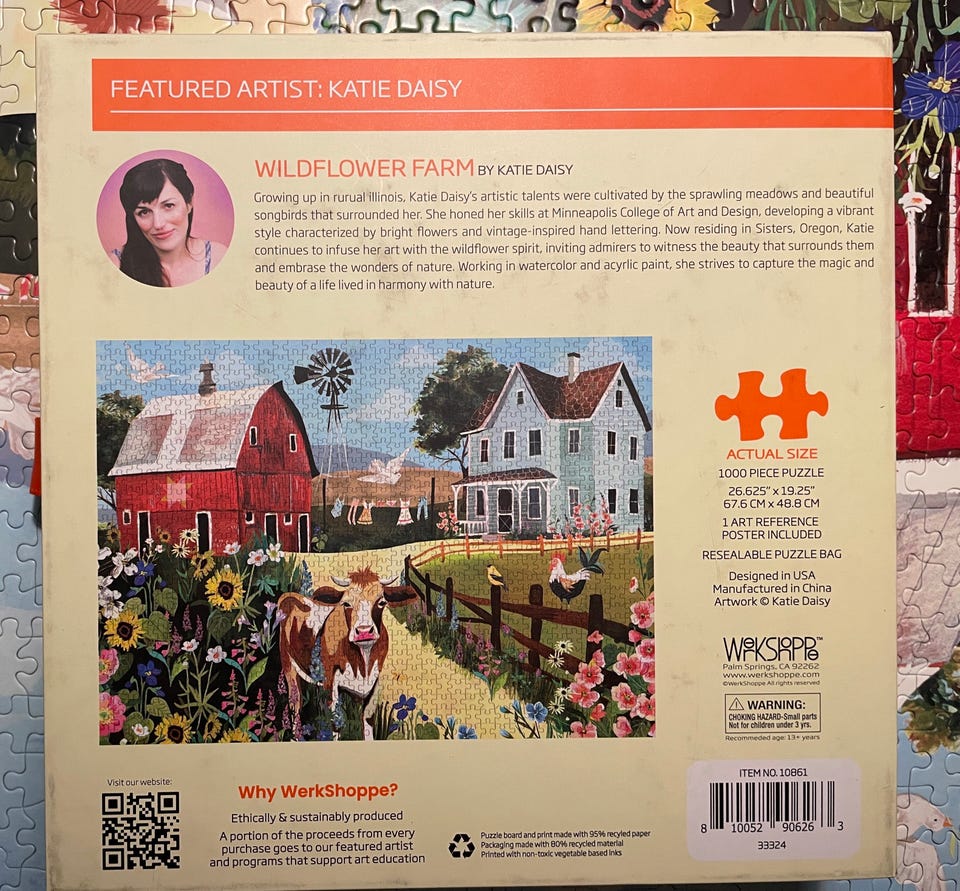 FEATURED ARTIST: KATIE DAISY
WILDFLOWER FARM BY KATIE DAISY
Growing up in rurual Illinois, Katie Daisy's artistic talents were cultivated by the sprawling meadows and beautiful
songbirds that surrounded her. She honed her skills at Minneapolis College of Art and Design, developing a vibrant
style characterized by bright flowers and vintage-inspired hand lettering. Now residing in Sisters, Oregon, Katie
continues to infuse her art with the wildflower spirit, inviting admirers to witness the beauty that surrounds them
and embrase the wonders of nature. Working in watercolor and acyrlic paint, she strives to capture the magic and
beauty of a life lived in harmony with nature.
ACTUAL SIZE
1000 PIECE PUZZLE
26.625" x 19.25"
67.6 CM x 48.8 CM
1 ART REFERENCE
POSTER INCLUDED
RESEALABLE PUZZLE BAG
Designed in USA
Manufactured in China
Artwork © Katie Daisy
WERKSHOPPE™
Palm Springs, CA 92262
www.werkshoppe.com
©WerkShoppe All rights reserved
WARNING:
CHOKING HAZARD-Small parts
Not for children under 3 yrs.
Recommeded age: 13+ years
Visit our website:
Why WerkShoppe?
Ethically & sustainably produced
A portion of the proceeds from every
purchase goes to our featured artist
and programs that support art education
Puzzle board and print made with 95% recyled paper
Packaging made with 80% recycled material
Printed with non-toxic vegetable based inks
ITEM NO. 10861
8 10052 90626 3
33324